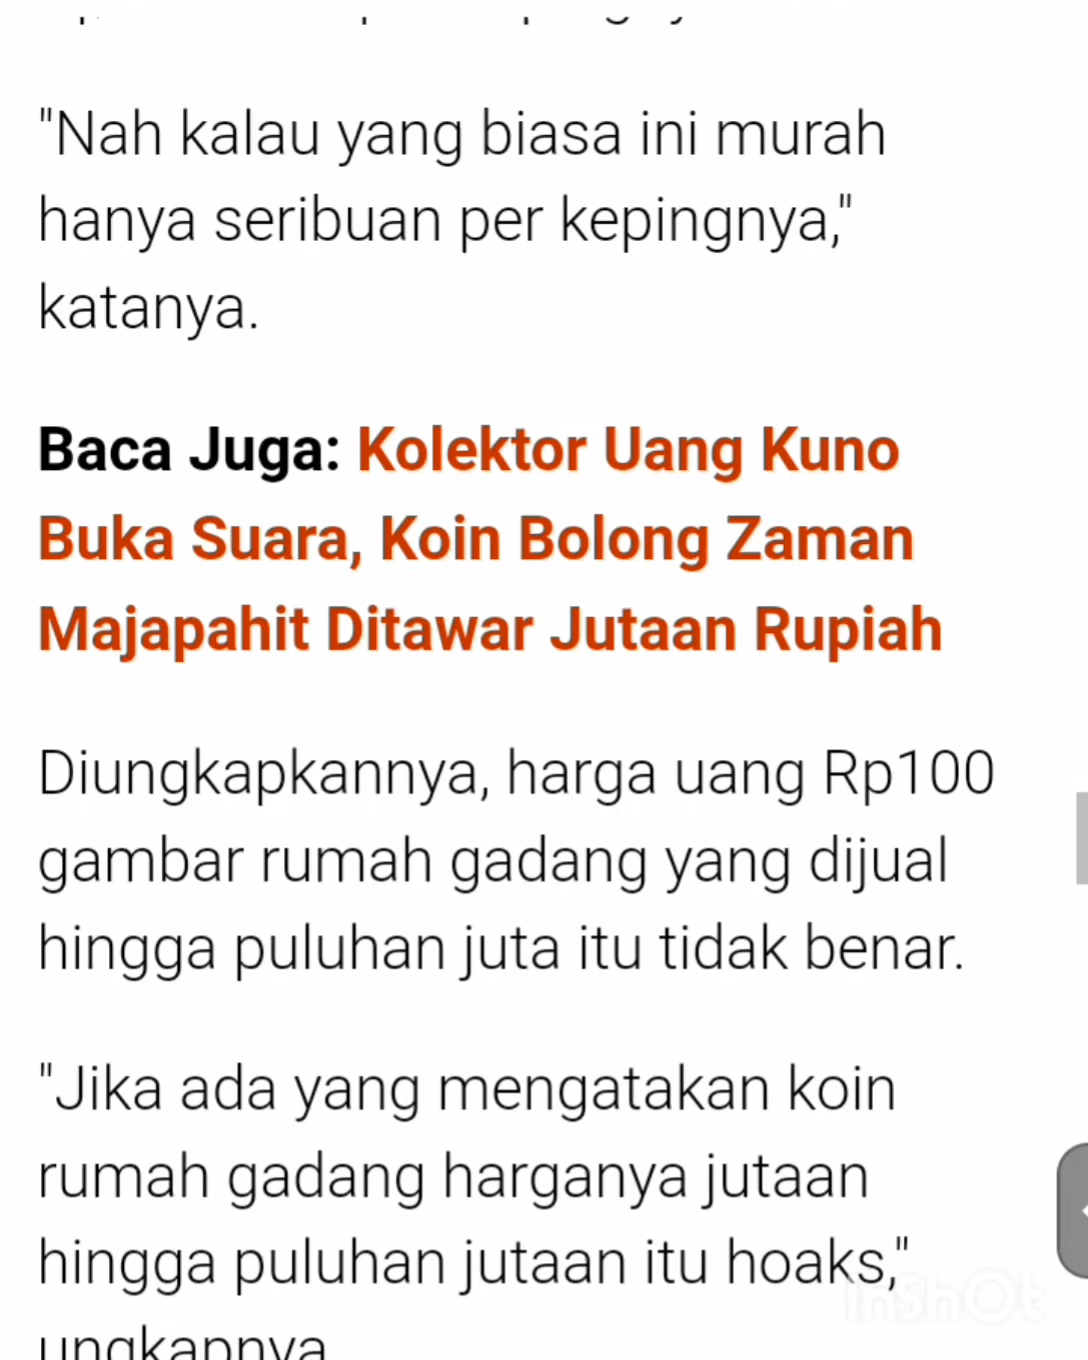 "Nah kalau yang biasa ini murah
hanya seribuan per kepingnya,"
katanya.
Baca Juga: Kolektor Uang Kuno
Buka Suara, Koin Bolong Zaman
Majapahit Ditawar Jutaan Rupiah
Diungkapkannya, harga uang Rp100
gambar rumah gadang yang dijual
hingga puluhan juta itu tidak benar.
"Jika ada yang mengatakan koin
rumah gadang harganya jutaan
hingga puluhan jutaan itu hoaks,"
InShOt
ungkapnya